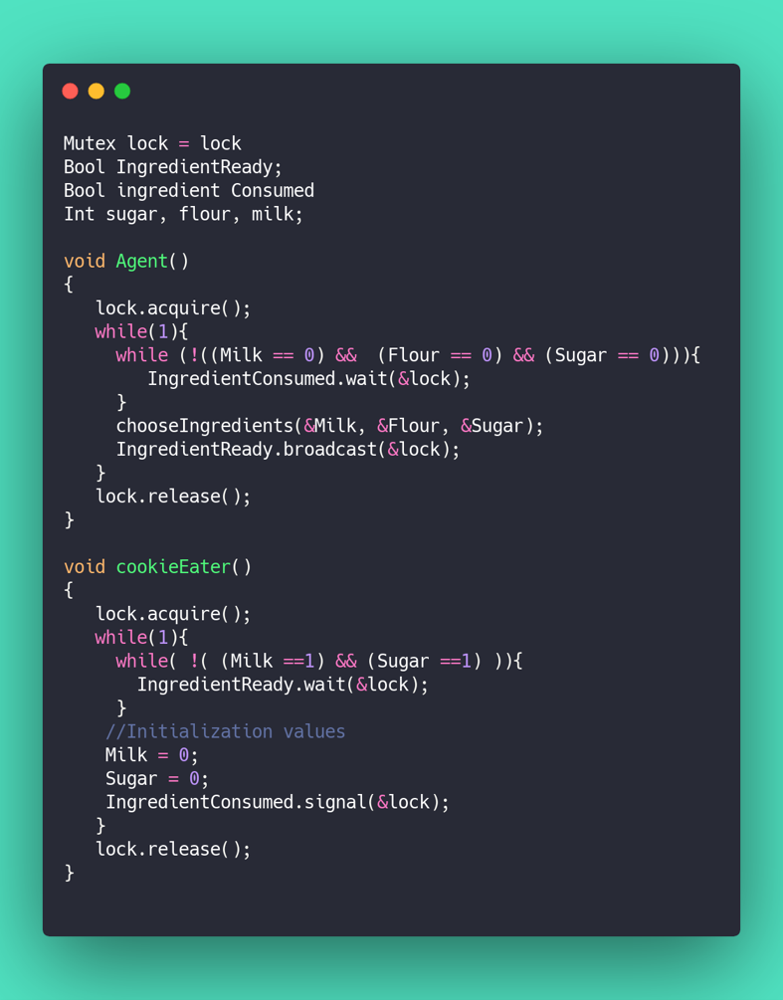 Mutex lock = lock
Bool IngredientReady;
Bool ingredient Consumed
Int sugar, flour, milk;

void Agent()
{
   lock.acquire();
   while(1){
     while (!((Milk == 0) &&  (Flour == 0) && (Sugar == 0))){
        IngredientConsumed.wait(&lock);
     }
     chooseIngredients(&Milk, &Flour, &Sugar);
     IngredientReady.broadcast(&lock);
   }
   lock.release();
}

void cookieEater()
{
   lock.acquire();
   while(1){
     while( !( (Milk ==1) && (Sugar ==1) )){
       IngredientReady.wait(&lock);
     }
    //Initialization values
    Milk = 0;
    Sugar = 0;
    IngredientConsumed.signal(&lock);
   }
   lock.release();
}